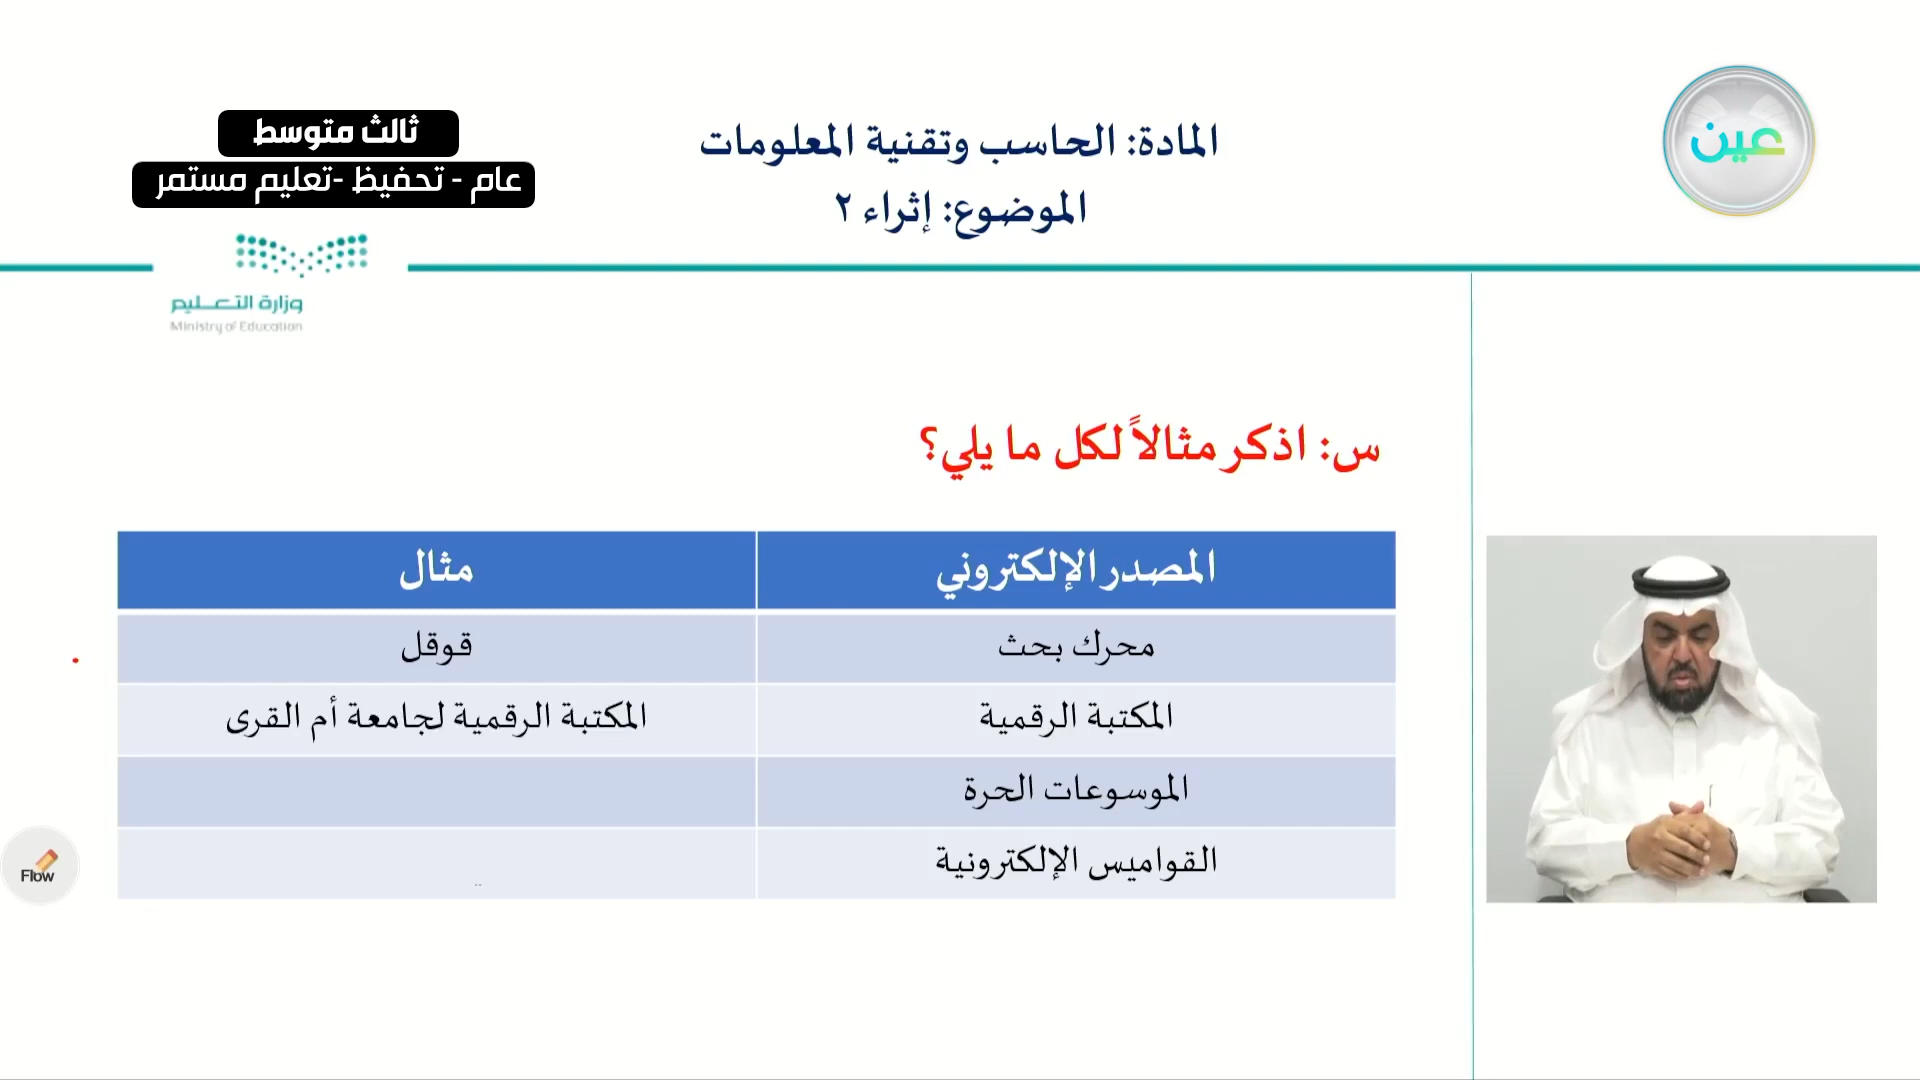 عين
المادة: الحاسب وتقنية المعلومات
الموضوع: إثراء ٢
ثالث متوسط
عام - تحفيظ -تعليم مستمر
وزارة التعليم
Ministry of Education
س: اذكر مثالاً لكل ما يلي؟
المصدر الإلكتروني	مثال
محرك بحث	قوقل
المكتبة الرقمية	المكتبة الرقمية لجامعة أم القرى
الموسوعات الحرة
القواميس الإلكترونية
Flow